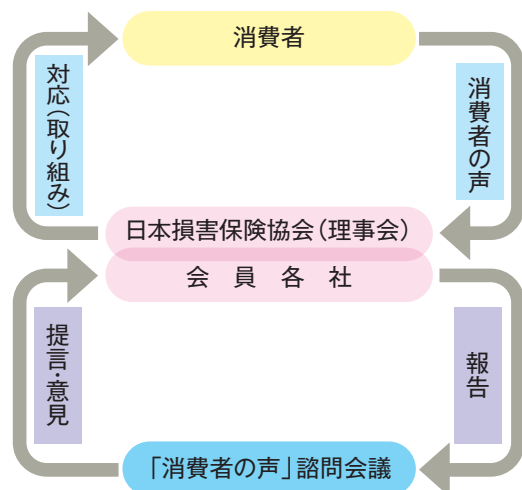 消費者
対応(取り組み)
消費者の声
日本損害保険協会(理事会)
会員各社
提言・意見
報告
「消費者の声」諮問会議